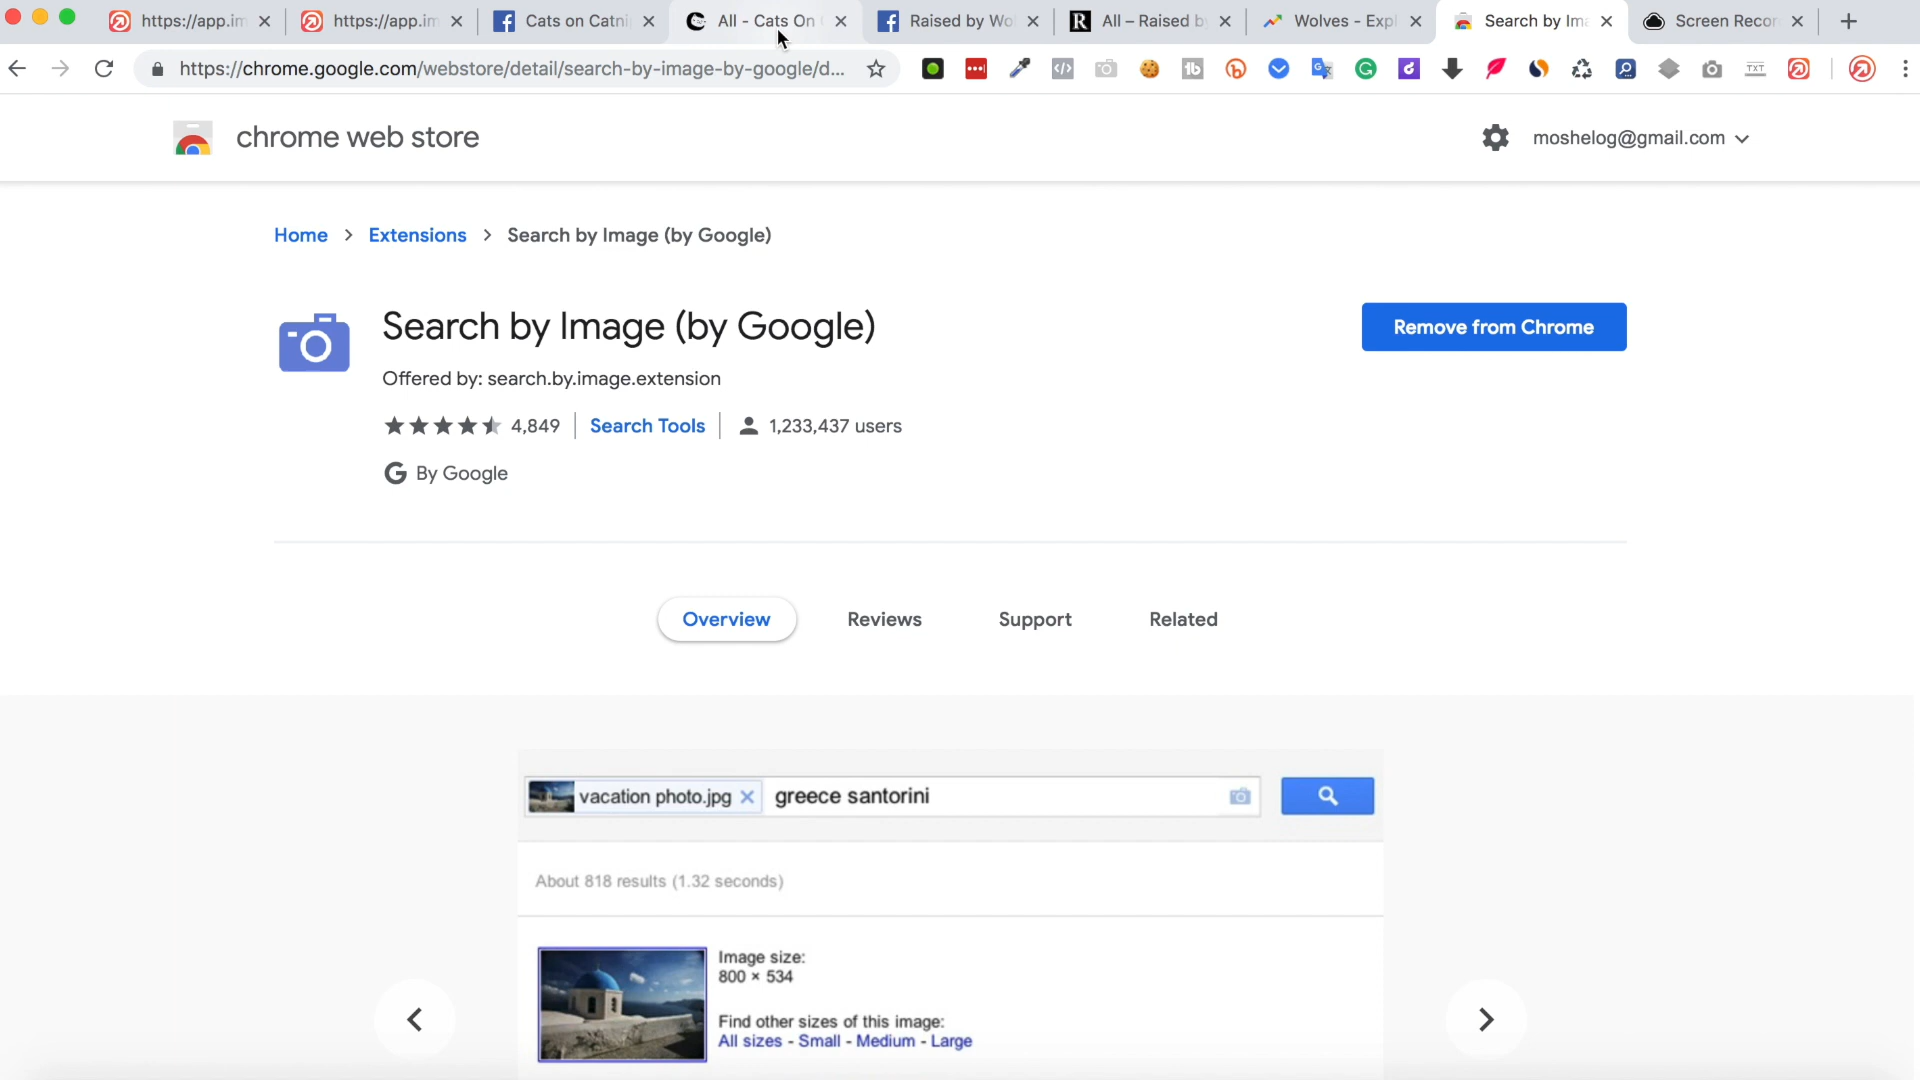 https://app.im
https://app.im
Cats on Catni
All - Cats On
Raised by Wo
All – Raised b
Wolves - Expl
Search by Ima
Screen Recor
https://chrome.google.com/webstore/detail/search-by-image-by-google/d...
TXT
chrome web store
moshelog@gmail.com
Home > Extensions > Search by Image (by Google)
Search by Image (by Google)
Remove from Chrome
Offered by: search.by.image.extension
4,849 Search Tools 1,233,437 users
By Google
Overview Reviews Support Related
vacation photo.jpg greece santorini
About 818 results (1.32 seconds)
Image size:
800 × 534
Find other sizes of this image:
All sizes - Small - Medium - Large